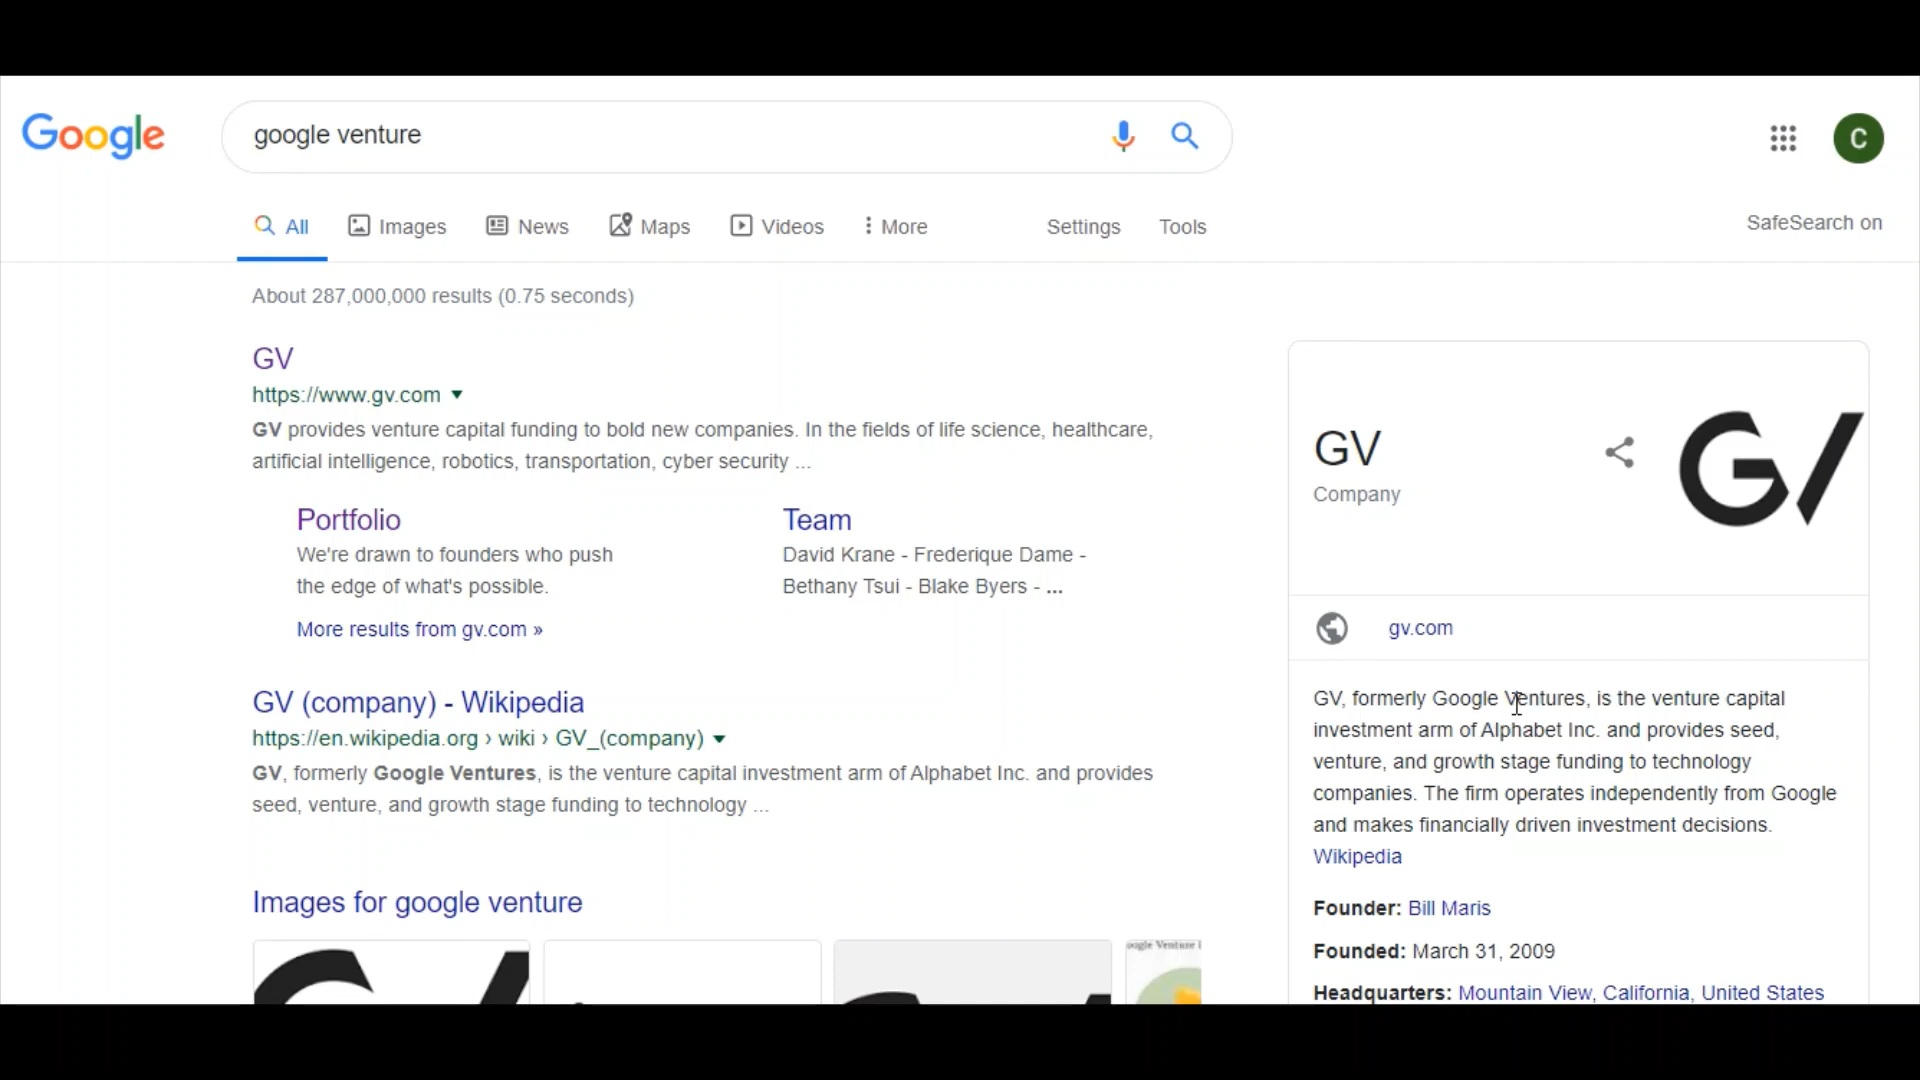 Google
google venture
C
All
Images
News
Maps
Videos
More
Settings
Tools
SafeSearch on
About 287,000,000 results (0.75 seconds)
GV
https://www.gv.com
GV provides venture capital funding to bold new companies. In the fields of life science, healthcare,
artificial intelligence, robotics, transportation, cyber security ...
Portfolio
We're drawn to founders who push
the edge of what's possible.
Team
David Krane - Frederique Dame -
Bethany Tsui - Blake Byers - ...
More results from gv.com »
GV (company) - Wikipedia
https://en.wikipedia.org › wiki › GV_(company)
GV, formerly Google Ventures, is the venture capital investment arm of Alphabet Inc. and provides
seed, venture, and growth stage funding to technology ...
Images for google venture
oogle Venture
GV
Company
GV
gv.com
GV, formerly Google Ventures, is the venture capital
investment arm of Alphabet Inc. and provides seed,
venture, and growth stage funding to technology
companies. The firm operates independently from Google
and makes financially driven investment decisions.
Wikipedia
Founder: Bill Maris
Founded: March 31, 2009
Headquarters: Mountain View, California, United States